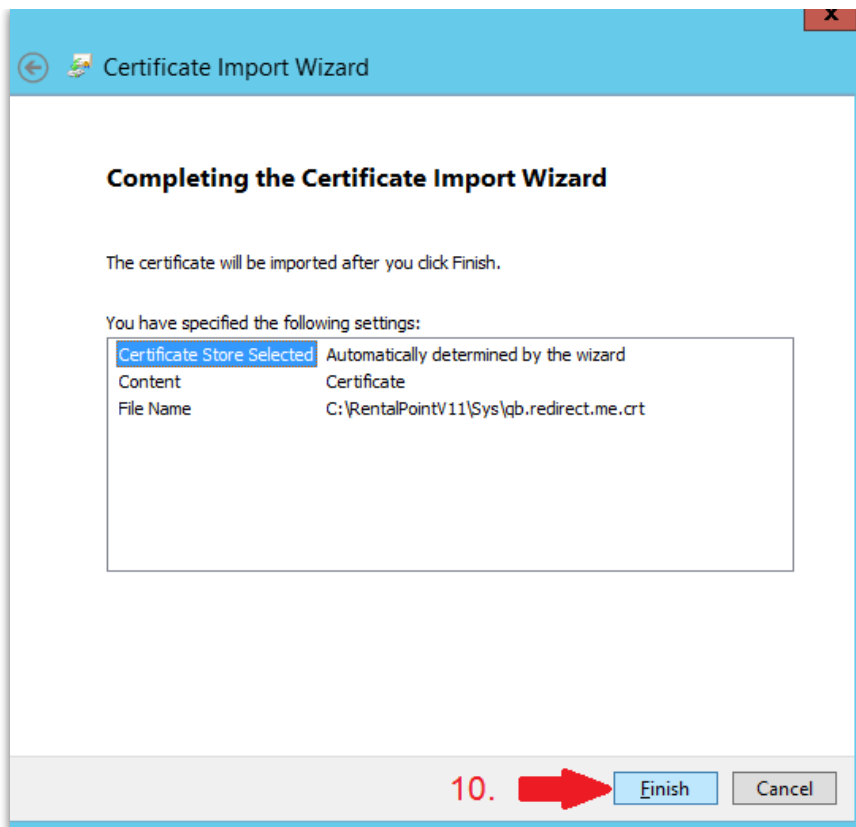 x
Certificate Import Wizard
Completing the Certificate Import Wizard
The certificate will be imported after you click Finish.
You have specified the following settings:
Certificate Store Selected Automatically determined by the wizard
Content Certificate
File Name C:\RentalPointV11\Sys\qb.redirect.me.crt
10. Finish Cancel